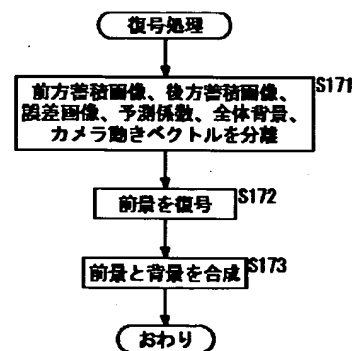 復号処理
前方蓄積画像、後方蓄積画像、
誤差画像、予測係数、全体背景、
カメラ動きベクトルを分離
S171
前景を復号
S172
前景と背景を合成
S173
おわり